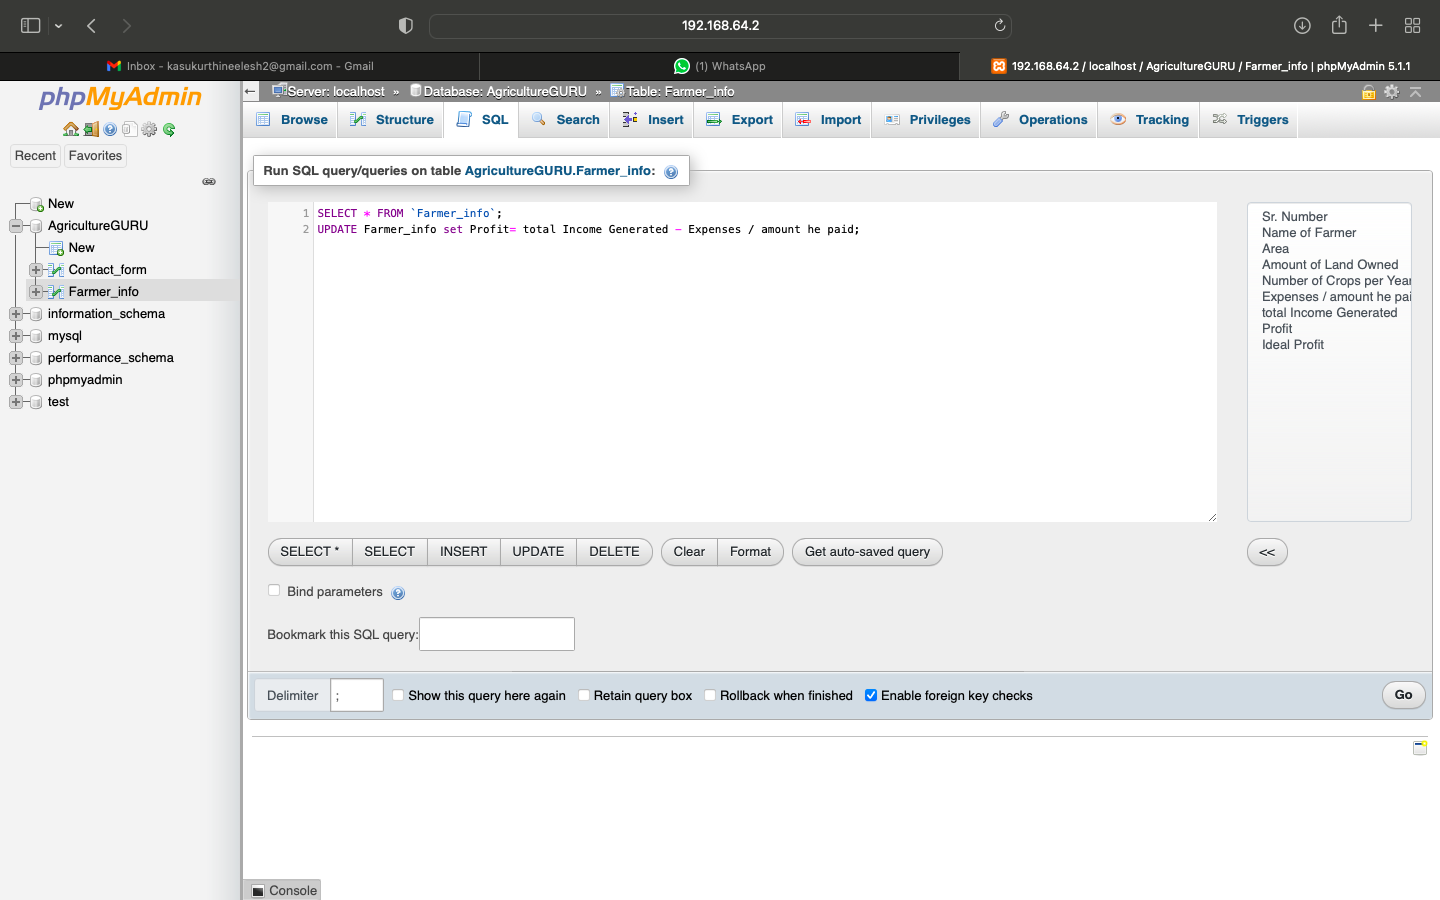 192.168.64.2
Inbox - kasukurthineelesh2@gmail.com - Gmail
(1) WhatsApp
192.168.64.2 / localhost / AgricultureGURU / Farmer_info | phpMyAdmin 5.1.1
phpMyAdmin
Server: localhost » Database: AgricultureGURU » Table: Farmer_info
Browse Structure SQL Search Insert Export Import Privileges Operations Tracking Triggers
Recent Favorites
New
AgricultureGURU
New
Contact_form
Farmer_info
information_schema
mysql
performance_schema
phpmyadmin
test
Run SQL query/queries on table AgricultureGURU.Farmer_info:
1 SELECT * FROM `Farmer_info`;
2 UPDATE Farmer_info set Profit= total Income Generated - Expenses / amount he paid;
Sr. Number
Name of Farmer
Area
Amount of Land Owned
Number of Crops per Year
Expenses / amount he pai
total Income Generated
Profit
Ideal Profit
SELECT * SELECT INSERT UPDATE DELETE Clear Format Get auto-saved query <<
Bind parameters
Bookmark this SQL query:
Delimiter ; Show this query here again Retain query box Rollback when finished Enable foreign key checks Go
Console